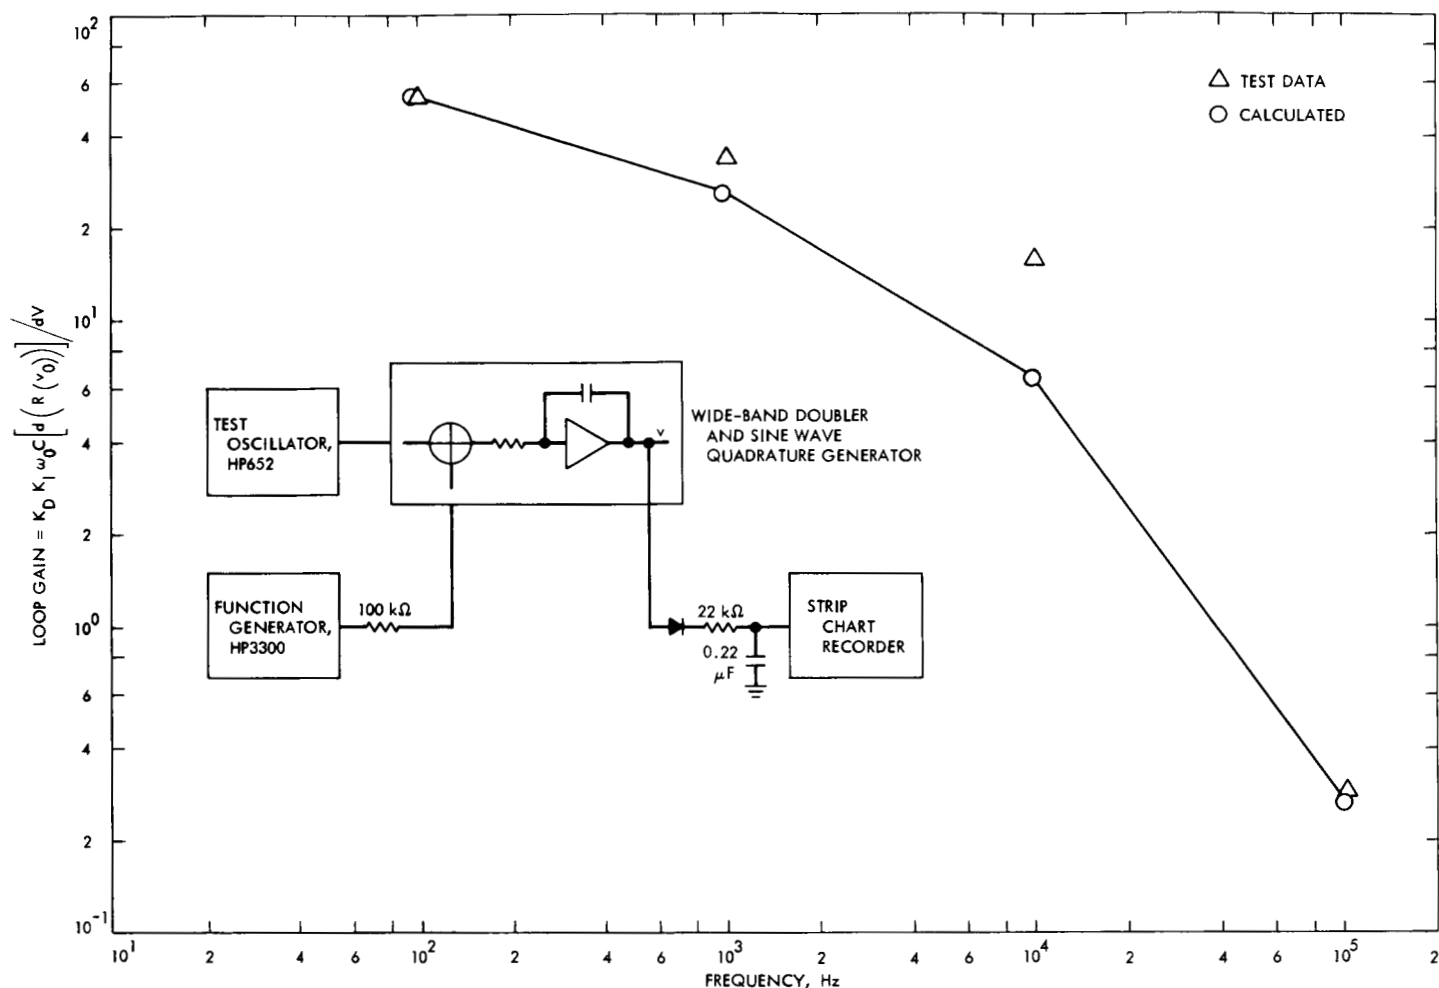 10²
6
4
2
10¹
6
4
2
10⁰
6
4
2
10⁻¹
LOOP GAIN = K_D K_I ω₀C [d(R(v₀))]/dV
△ TEST DATA
○ CALCULATED
TEST
OSCILLATOR,
HP652
v
WIDE-BAND DOUBLER
AND SINE WAVE
QUADRATURE GENERATOR
FUNCTION
GENERATOR,
HP3300
100 kΩ
22 kΩ
0.22
μF
STRIP
CHART
RECORDER
10¹ 2 4 6 10² 2 4 6 10³ 2 4 6 10⁴ 2 4 6 10⁵ 2
FREQUENCY, Hz